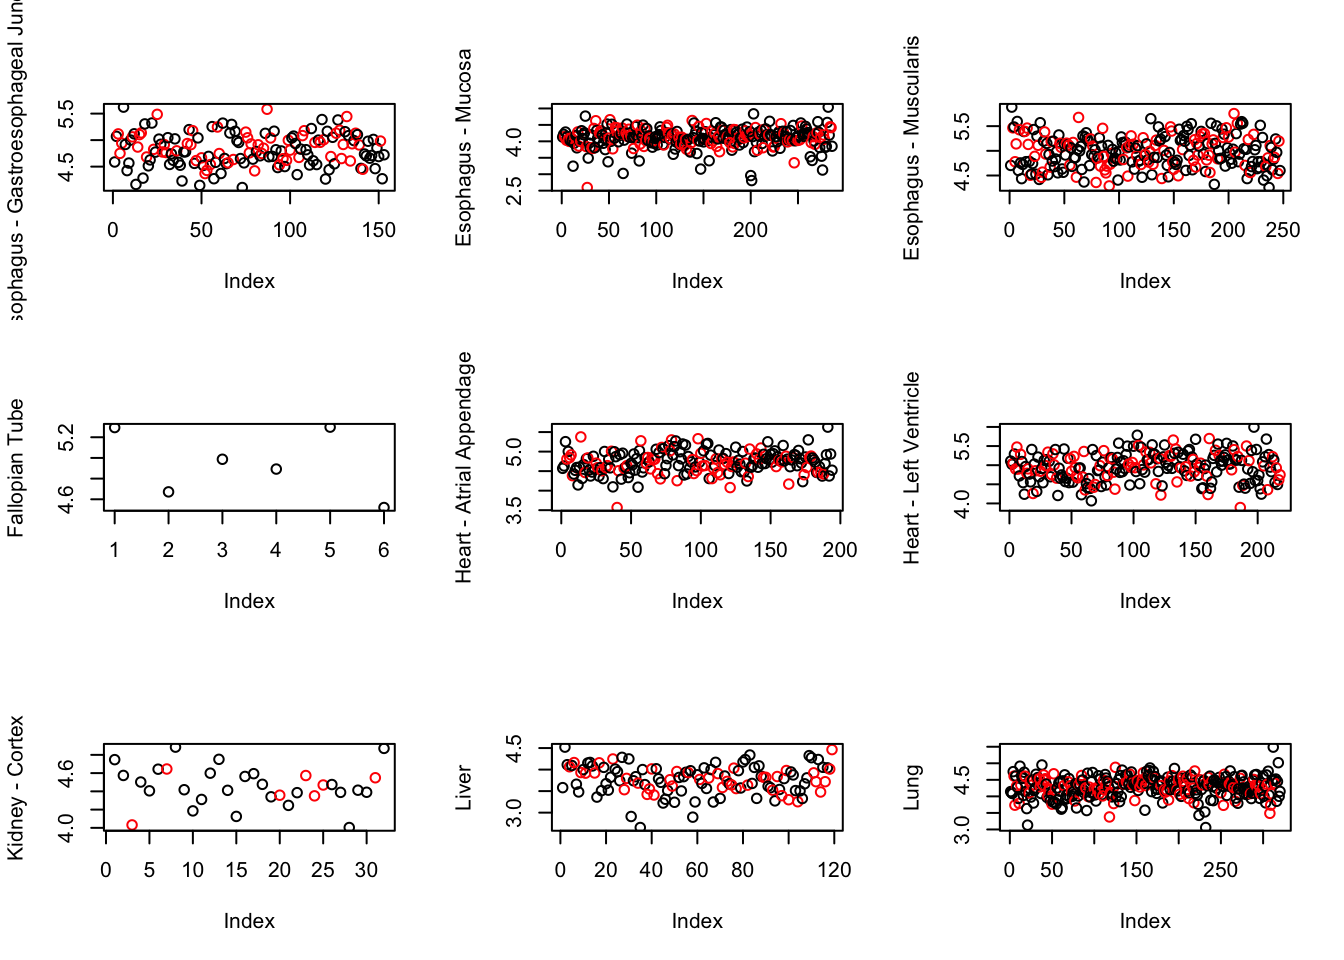 sophagus - Gastroesophageal Junc
4.5 5.5
0 50 100 150
Index
Esophagus - Mucosa
2.5 4.0
0 50 100 200
Index
Esophagus - Muscularis
4.5 5.5
0 50 100 150 200 250
Index
Fallopian Tube
4.6 5.2
1 2 3 4 5 6
Index
Heart - Atrial Appendage
3.5 5.0
0 50 100 150 200
Index
Heart - Left Ventricle
4.0 5.5
0 50 100 150 200
Index
Kidney - Cortex
4.0 4.6
0 5 10 15 20 25 30
Index
Liver
3.0 4.5
0 20 40 60 80 120
Index
Lung
3.0 4.5
0 50 150 250
Index